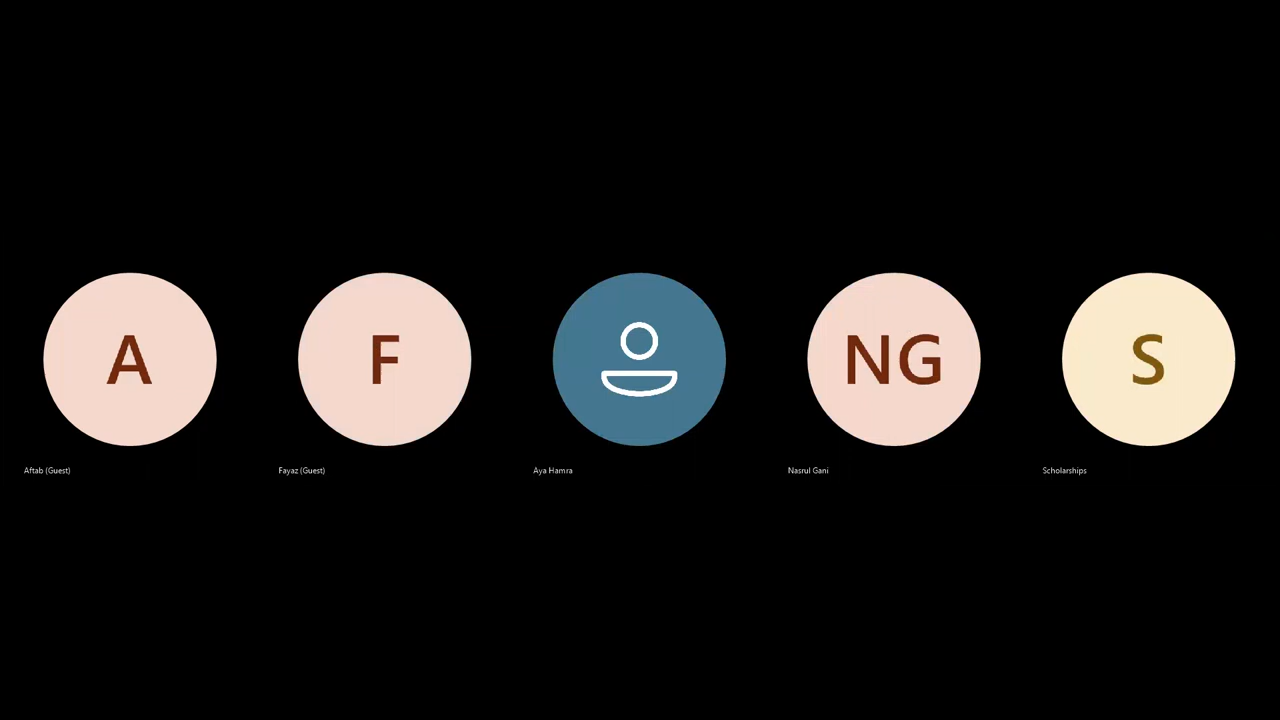 A
F
NG
S
Aftab (Guest)
Fayaz (Guest)
Aya Hamra
Nasrul Gani
Scholarships